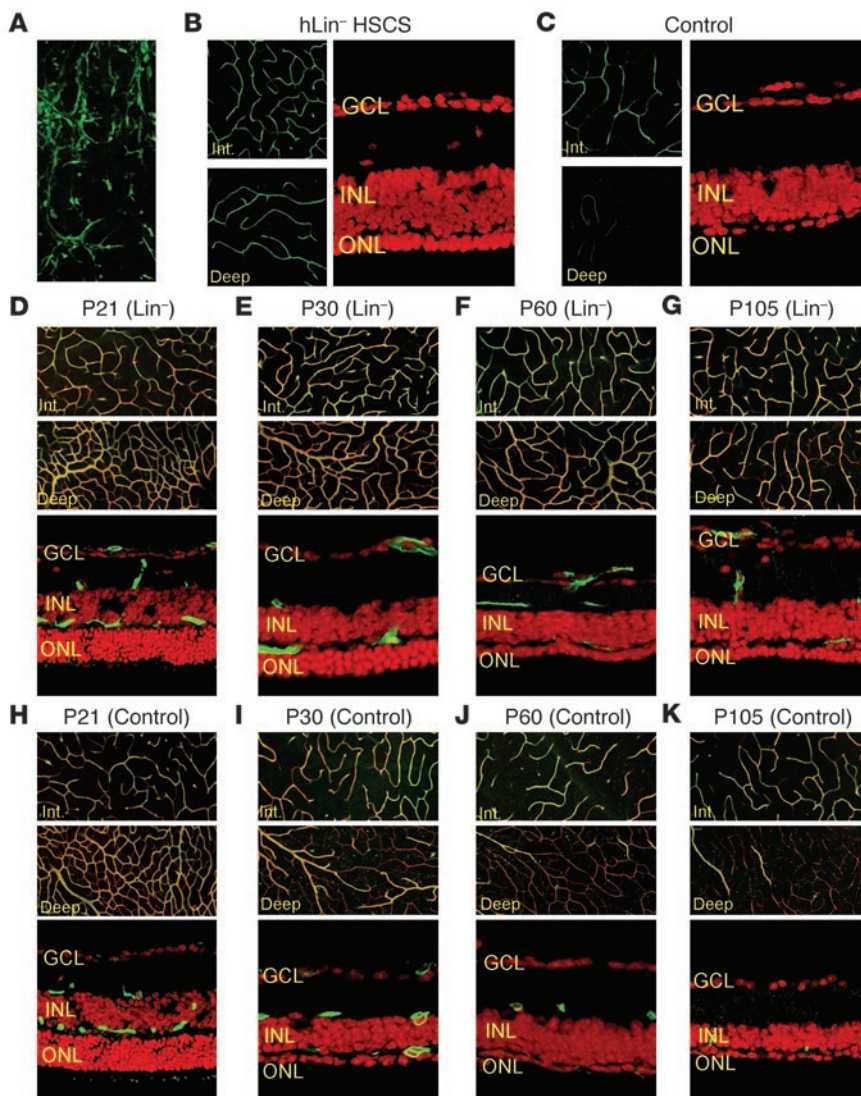 A
B
hLin⁻ HSCS
C
Control
Int.
Deep
GCL
INL
ONL
Int.
Deep
GCL
INL
ONL
D
P21 (Lin⁻)
E
P30 (Lin⁻)
F
P60 (Lin⁻)
G
P105 (Lin⁻)
Int.
Int.
Int.
Int.
Deep
Deep
Deep
Deep
GCL
GCL
GCL
GCL
INL
INL
INL
INL
ONL
ONL
ONL
ONL
H
P21 (Control)
I
P30 (Control)
J
P60 (Control)
K
P105 (Control)
Int.
Int.
Int.
Int
Deep
Deep
Deep
Deep
GCL
GCL
GCL
GCL
INL
INL
INL
INL
ONL
ONL
ONL
ONL